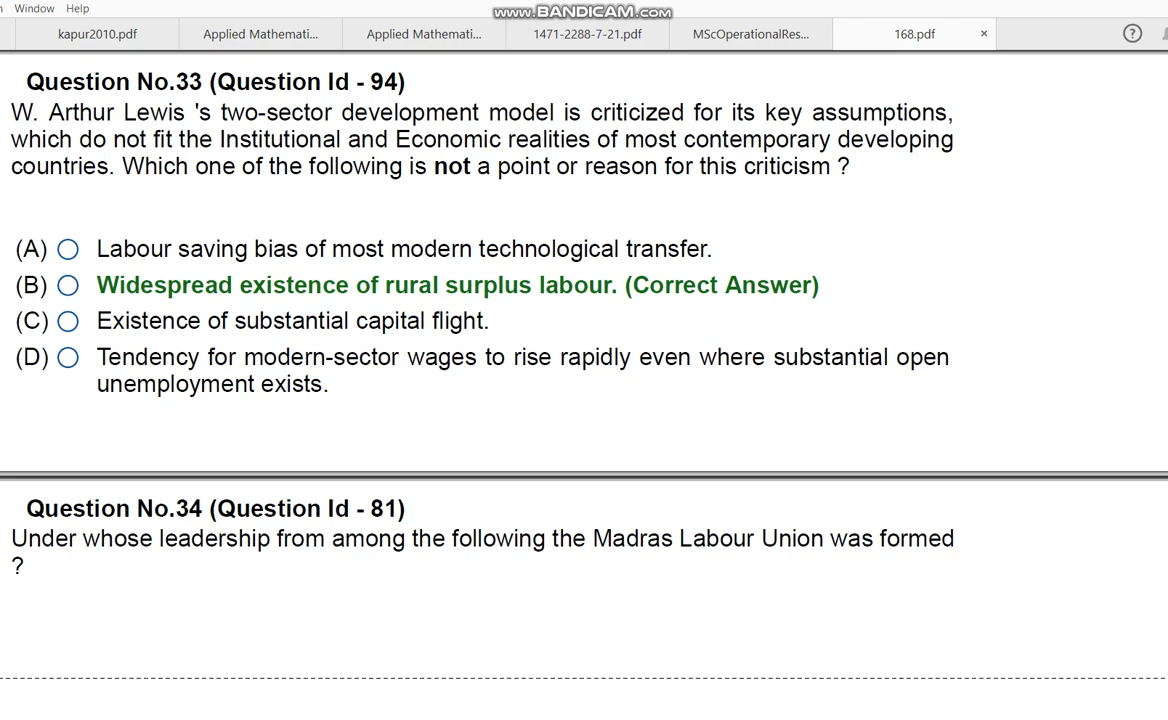 Window Help
www.BANDICAM.com
kapur2010.pdf Applied Mathemati... Applied Mathemati... 1471-2288-7-21.pdf MScOperationalRes... 168.pdf × ?
Question No.33 (Question Id - 94)
W. Arthur Lewis 's two-sector development model is criticized for its key assumptions,
which do not fit the Institutional and Economic realities of most contemporary developing
countries. Which one of the following is not a point or reason for this criticism ?
(A) Labour saving bias of most modern technological transfer.
(B) Widespread existence of rural surplus labour. (Correct Answer)
(C) Existence of substantial capital flight.
(D) Tendency for modern-sector wages to rise rapidly even where substantial open
unemployment exists.
Question No.34 (Question Id - 81)
Under whose leadership from among the following the Madras Labour Union was formed
?